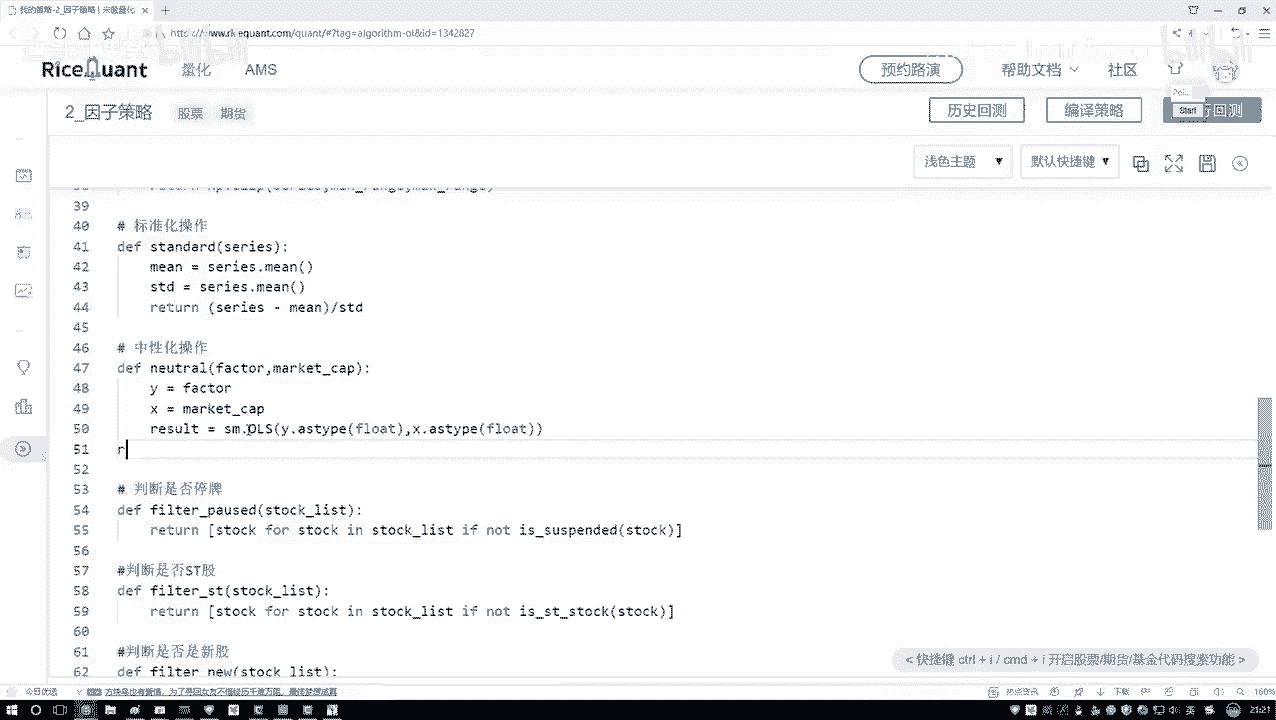 我的策略-2_因子策略 | 米筐量化
https://www.ricequant.com/quant/#?tag=algorithm-ot&id=1342827
RiceQuant 量化 AMS 预约路演 帮助文档 社区
2_因子策略 股票 期货 历史回测 编译策略 回测
Start
浅色主题 默认快捷键
39
40 # 标准化操作
41 def standard(series):
42 mean = series.mean()
43 std = series.mean()
44 return (series - mean)/std
45
46 # 中性化操作
47 def neutral(factor,market_cap):
48 y = factor
49 x = market_cap
50 result = sm.OLS(y.astype(float),x.astype(float))
51 r
52
53 # 判断是否停牌
54 def filter_paused(stock_list):
55 return [stock for stock in stock_list if not is_suspended(stock)]
56
57 #判断是否ST股
58 def filter_st(stock_list):
59 return [stock for stock in stock_list if not is_st_stock(stock)]
60
61 #判断是否是新股
62 def filter_new(stock_list):
<快捷键 ctrl + i / cmd + i 开启股票/期货/基金代码搜索功能 >
今日优选 热点资讯 下载 160%
21:21